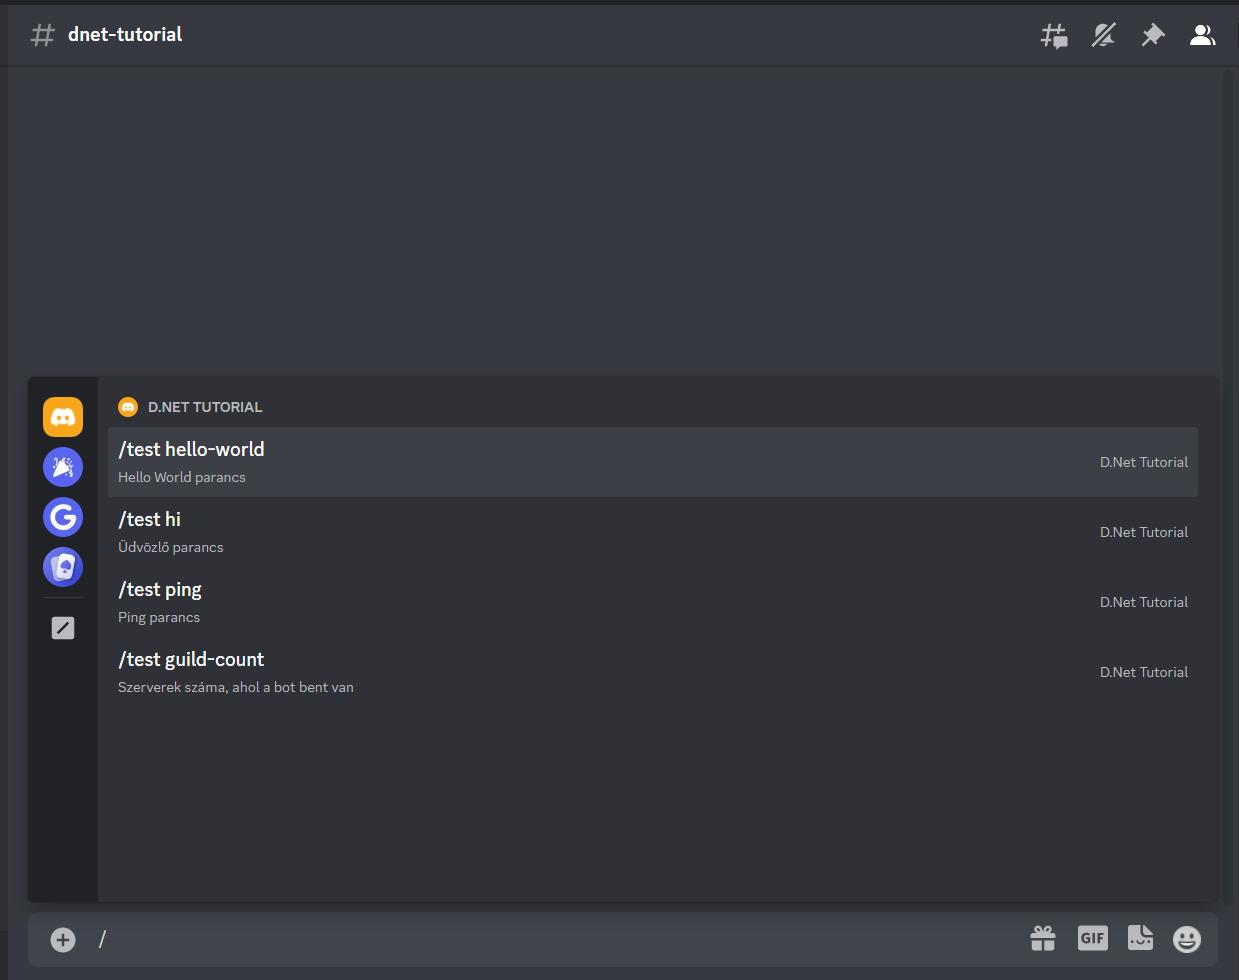 dnet-tutorial
D.NET TUTORIAL
/test hello-world
Hello World parancs
D.Net Tutorial
/test hi
Üdvözlő parancs
D.Net Tutorial
/test ping
Ping parancs
D.Net Tutorial
/test guild-count
Szerverek száma, ahol a bot bent van
D.Net Tutorial
/
GIF